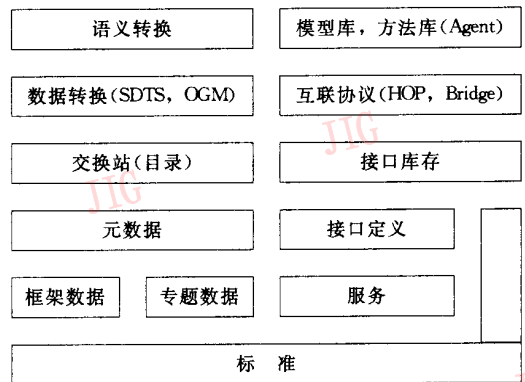 语义转换
模型库，方法库(Agent)
数据转换(SDTS，OGM)
互联协议(HOP，Bridge)
交换站(目录)
接口库存
JIG
JIG
元数据
接口定义
框架数据
专题数据
服务
标 准